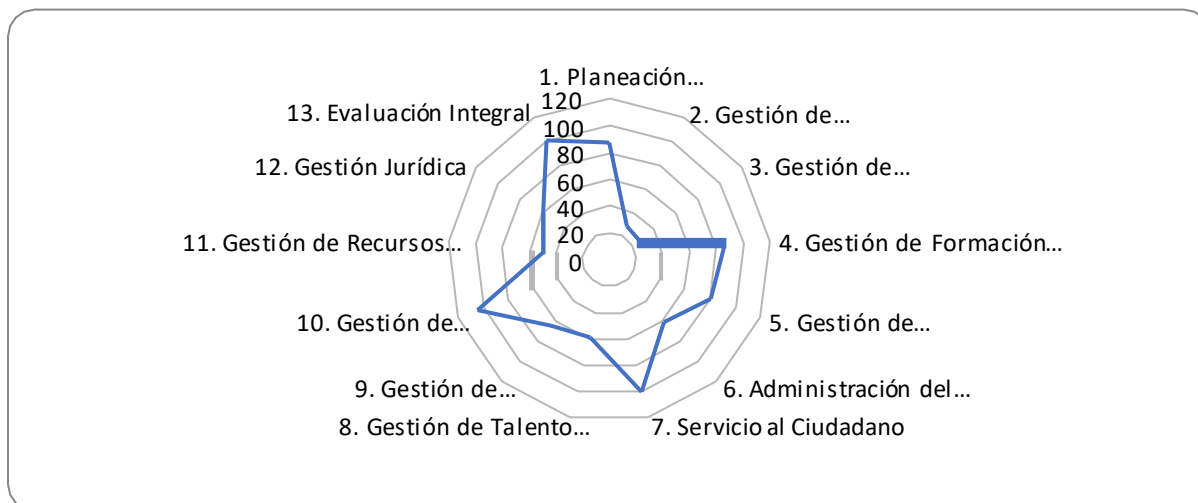 1. Planeación...
2. Gestión de...
3. Gestión de...
4. Gestión de Formación...
5. Gestión de...
6. Administración del...
7. Servicio al Ciudadano
8. Gestión de Talento...
9. Gestión de...
10. Gestión de...
11. Gestión de Recursos...
12. Gestión Jurídica
13. Evaluación Integral
120
100
80
60
40
20
0